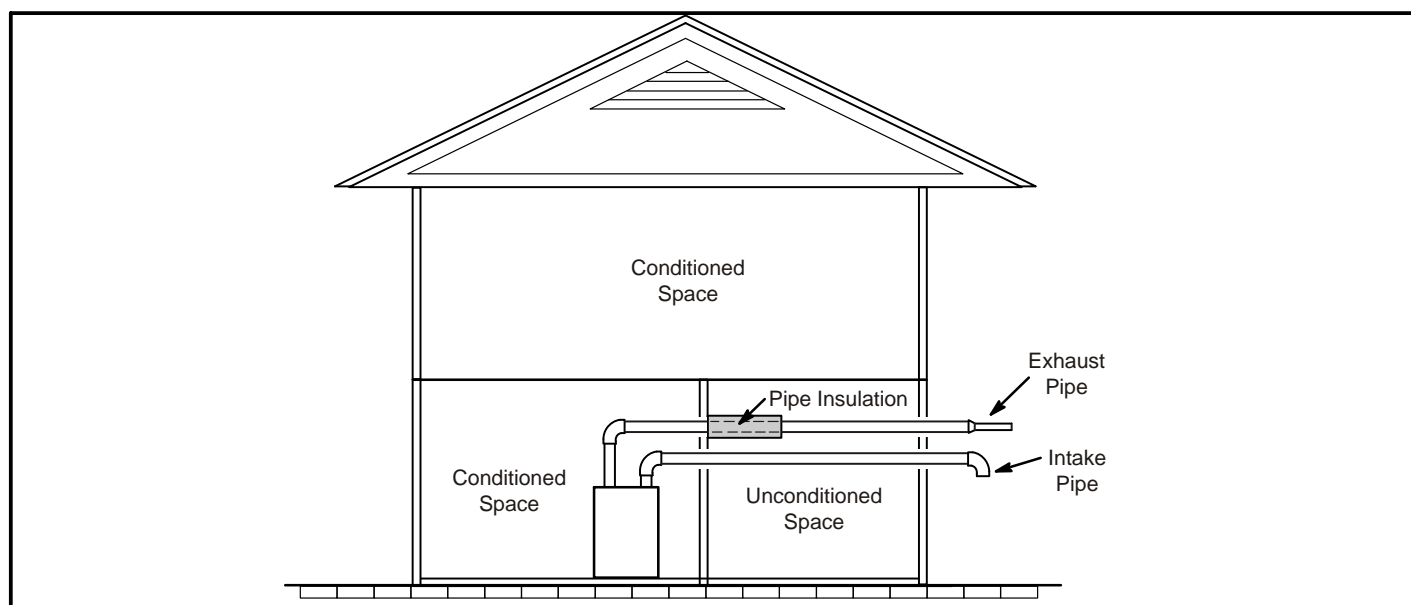 Conditioned
Space
Exhaust
Pipe
Pipe Insulation
Intake
Pipe
Conditioned
Space
Unconditioned
Space